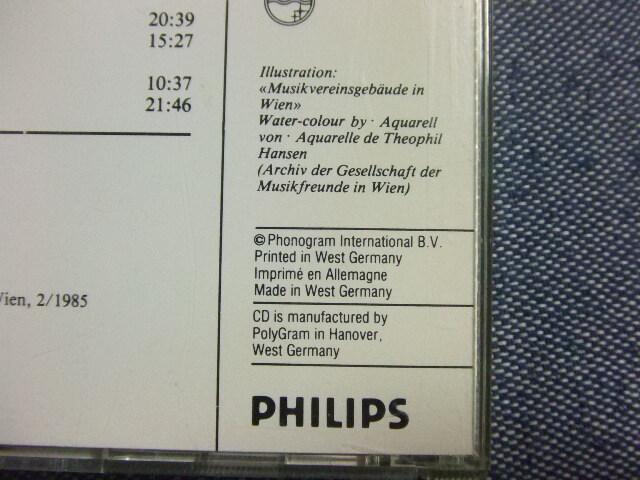 20:39
15:27
10:37
21:46
Wien, 2/1985
Illustration:
«Musikvereinsgebäude in
Wien»
Water-colour by · Aquarell
von · Aquarelle de Theophil
Hansen
(Archiv der Gesellschaft der
Musikfreunde in Wien)
© Phonogram International B.V.
Printed in West Germany
Imprimé en Allemagne
Made in West Germany
CD is manufactured by
PolyGram in Hanover,
West Germany
PHILIPS